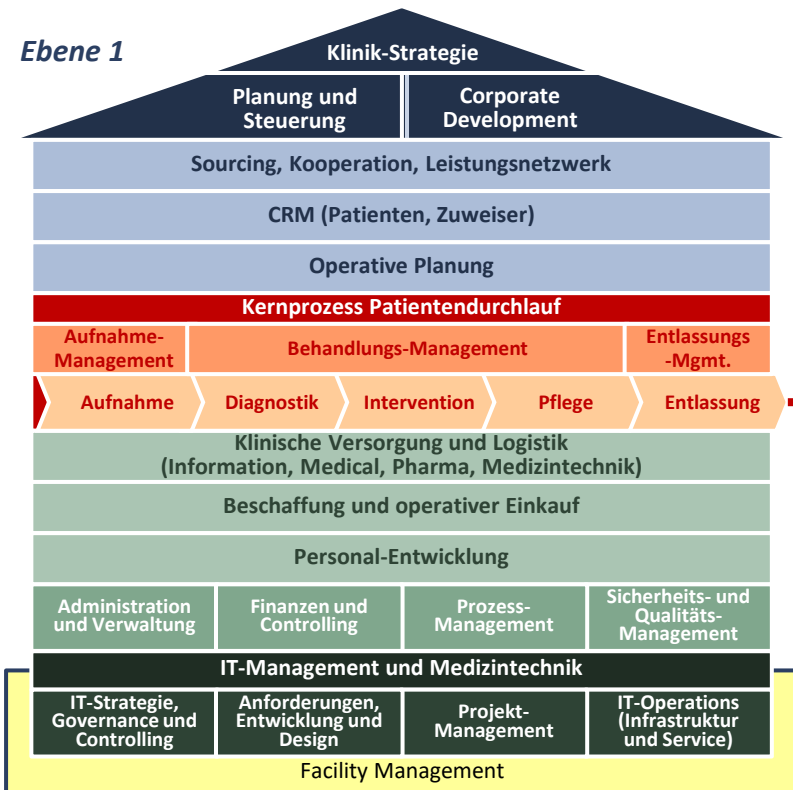 Ebene 1
Klinik-Strategie
Planung und
Steuerung
Corporate
Development
Sourcing, Kooperation, Leistungsnetzwerk
CRM (Patienten, Zuweiser)
Operative Planung
Kernprozess Patientendurchlauf
Aufnahme-
Management
Behandlungs-Management
Entlassungs
-Mgmt.
Aufnahme
Diagnostik
Intervention
Pflege
Entlassung
Klinische Versorgung und Logistik
(Information, Medical, Pharma, Medizintechnik)
Beschaffung und operativer Einkauf
Personal-Entwicklung
Administration
und Verwaltung
Finanzen und
Controlling
Prozess-
Management
Sicherheits- und
Qualitäts-
Management
IT-Management und Medizintechnik
IT-Strategie,
Governance und
Controlling
Anforderungen,
Entwicklung und
Design
Projekt-
Management
IT-Operations
(Infrastruktur
und Service)
Facility Management